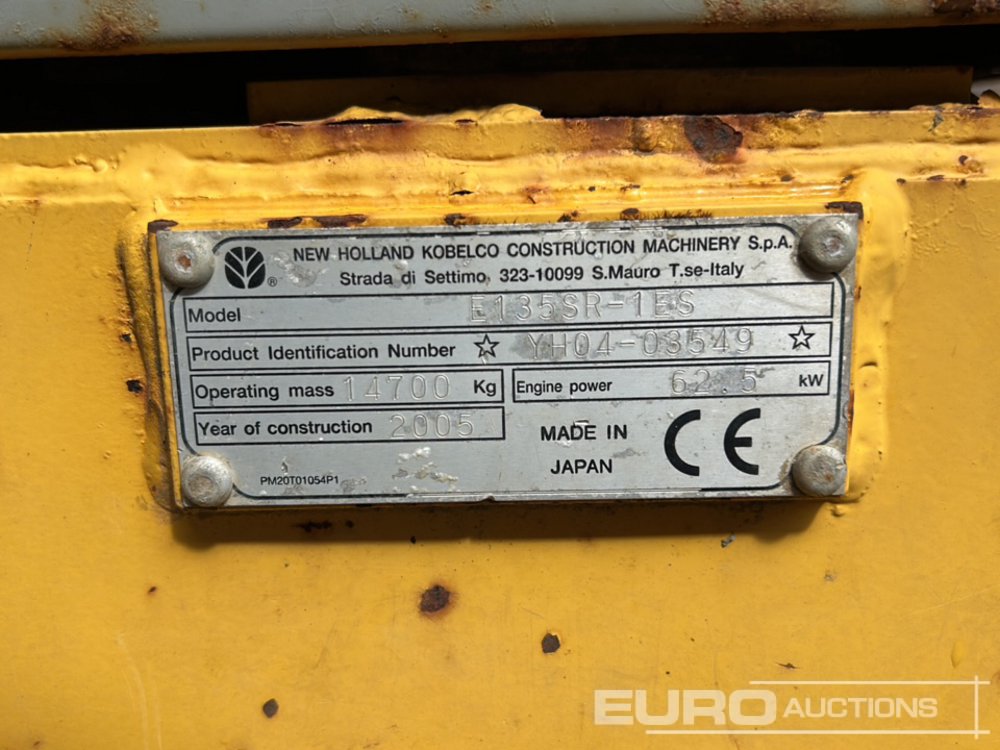 NEW HOLLAND KOBELCO CONSTRUCTION MACHINERY S.p.A.
Strada di Settimo, 323-10099 S.Mauro T.se-Italy
®
Model E135SR-1ES
Product Identification Number ☆ YH04-03549 ☆
Operating mass 14700 Kg Engine power 62.5 kW
Year of construction 2005 MADE IN
JAPAN
CE
PM20T01054P1
EURO AUCTIONS